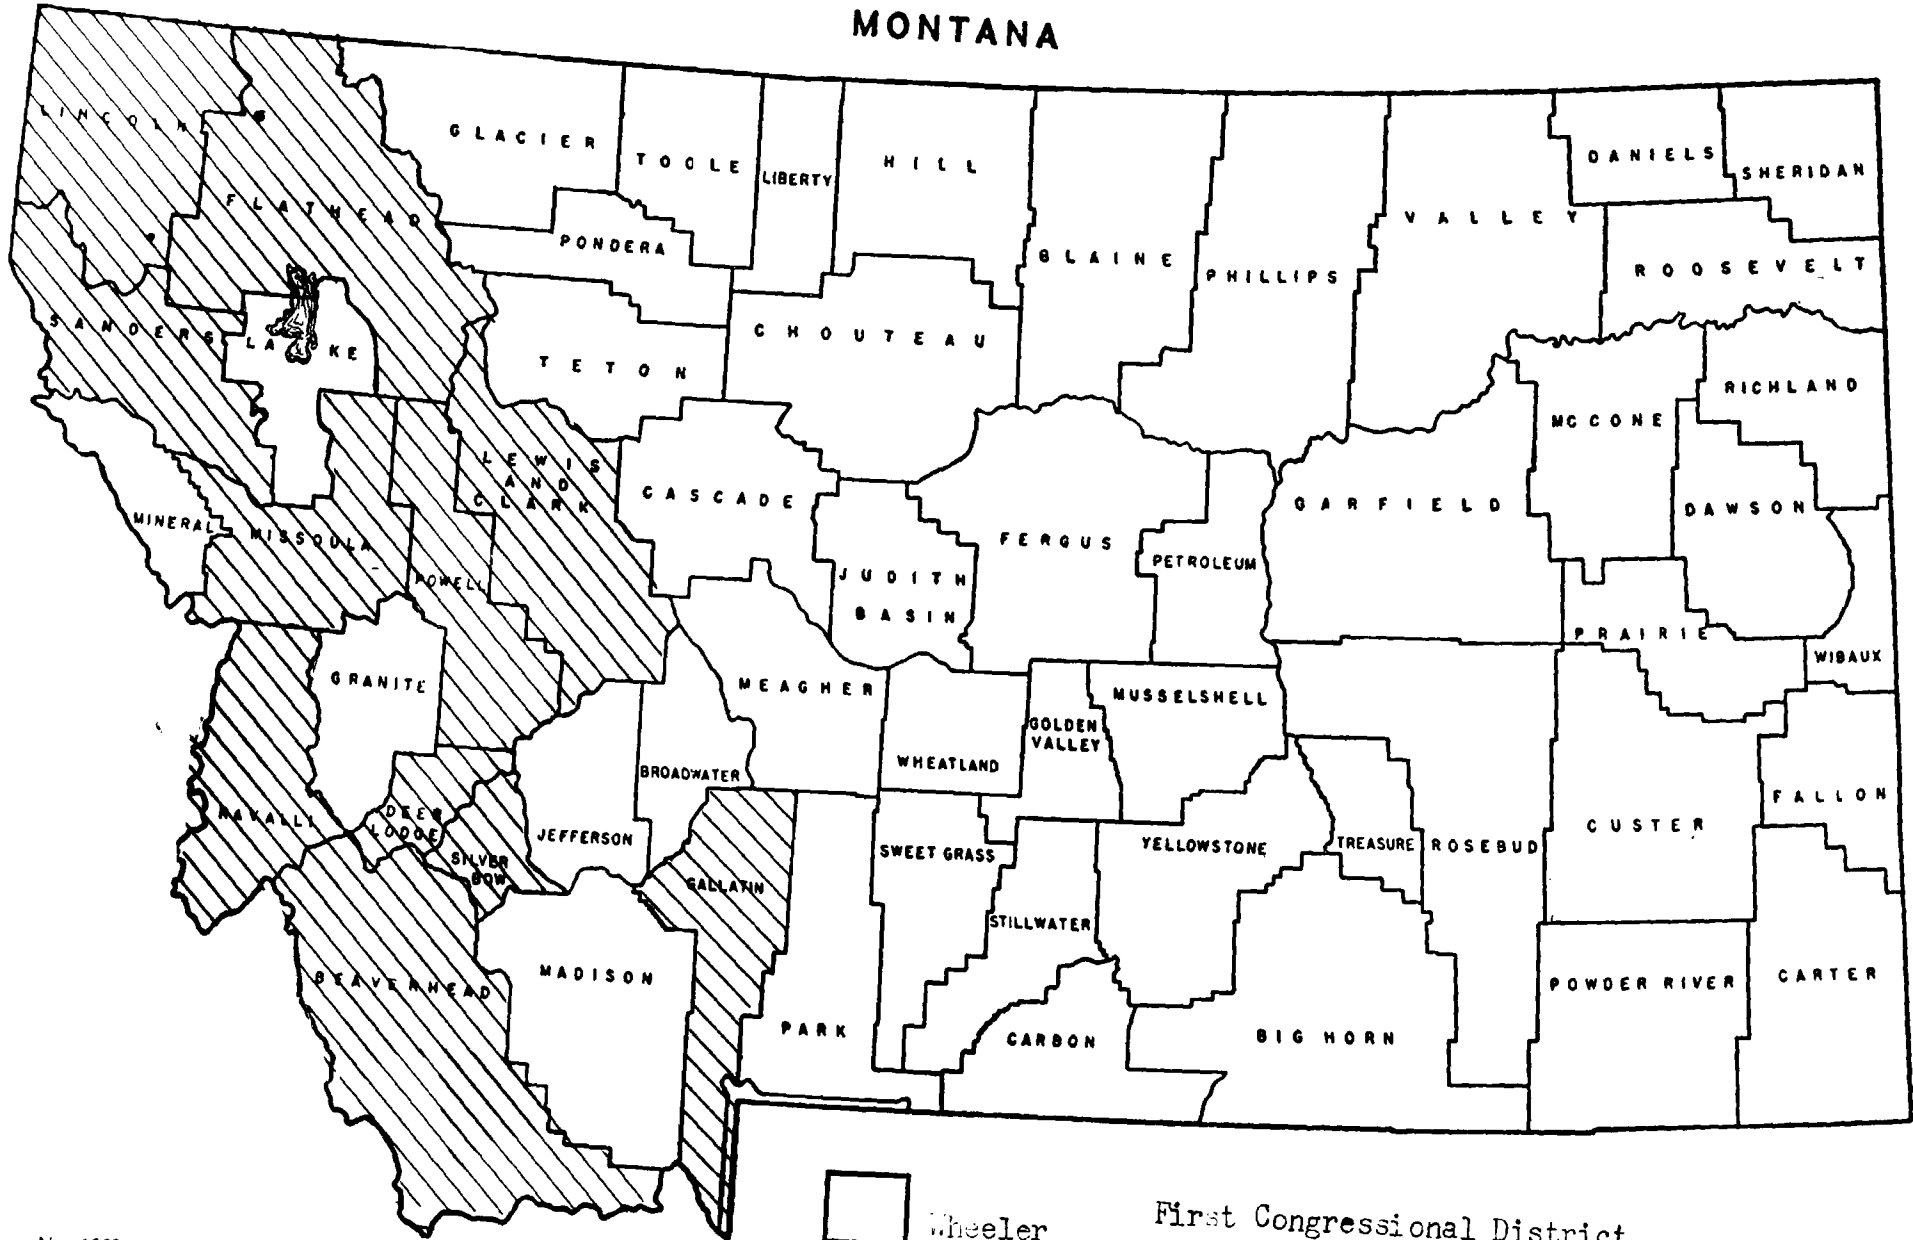 MONTANA
LINCOLN
GLACIER
TOOLE
LIBERTY
HILL
DANIELS
SHERIDAN
FLATHEAD
VALLEY
PONDERA
BLAINE
PHILLIPS
ROOSEVELT
SANDERS
LAKE
CHOUTEAU
TETON
RICHLAND
MCCONE
LEWIS
AND
CLARK
CASCADE
GARFIELD
DAWSON
MINERAL
MISSOULA
FERGUS
PETROLEUM
POWELL
JUDITH
BASIN
PRAIRIE
WIBAUX
GRANITE
MEAGHER
MUSSELSHELL
GOLDEN
VALLEY
BROADWATER
WHEATLAND
FALLON
RAVALLI
DEER
LODGE
JEFFERSON
CUSTER
SILVER
BOW
SWEET GRASS
YELLOWSTONE
TREASURE
ROSEBUD
GALLATIN
STILLWATER
BEAVERHEAD
MADISON
POWDER RIVER
CARTER
PARK
CARBON
BIG HORN
Wheeler
First Congressional District